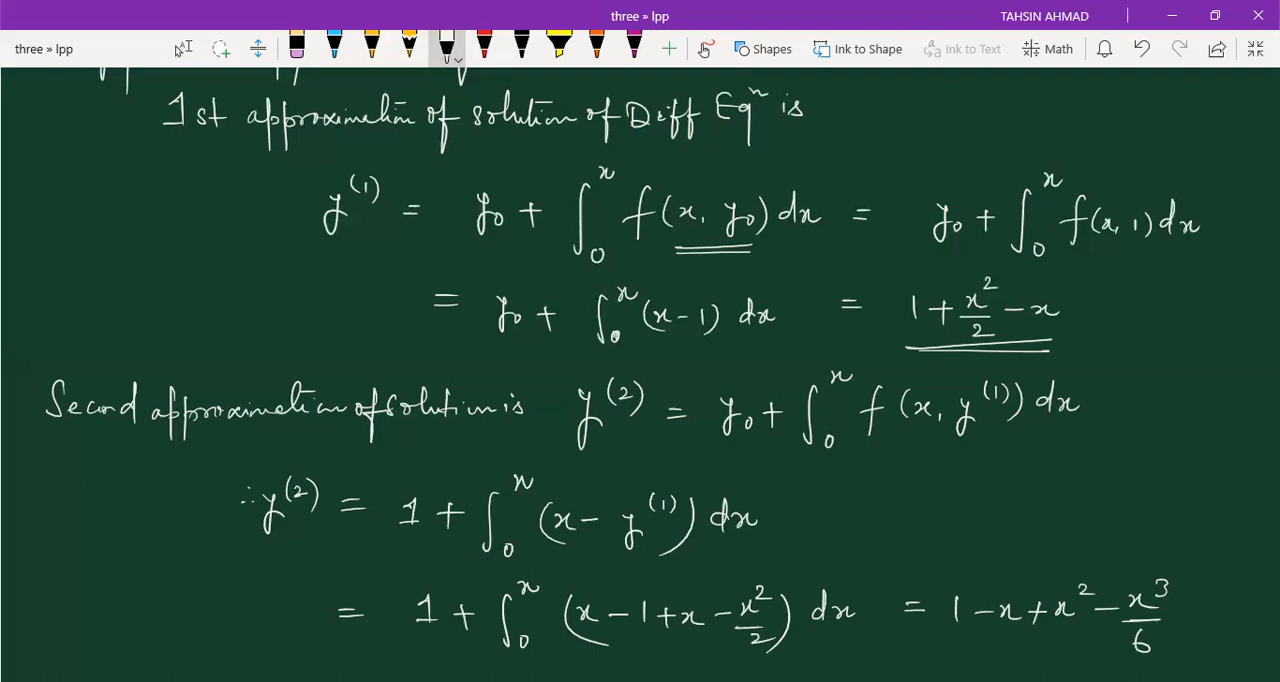 three » lpp
TAHSIN AHMAD
three » lpp
Shapes
Ink to Shape
Ink to Text
Math
1st approximation of solution of Diff Eqⁿ is
y⁽¹⁾ = y₀ + ∫₀ˣ f(x, y₀) dx = y₀ + ∫₀ˣ f(x, 1) dx
= y₀ + ∫₀ˣ (x-1) dx = 1 + x²/2 - x
Second approximation of solution is y⁽²⁾ = y₀ + ∫₀ˣ f(x, y⁽¹⁾) dx
∴ y⁽²⁾ = 1 + ∫₀ˣ (x - y⁽¹⁾) dx
= 1 + ∫₀ˣ (x - 1 + x - x²/2) dx = 1 - x + x² - x³/6